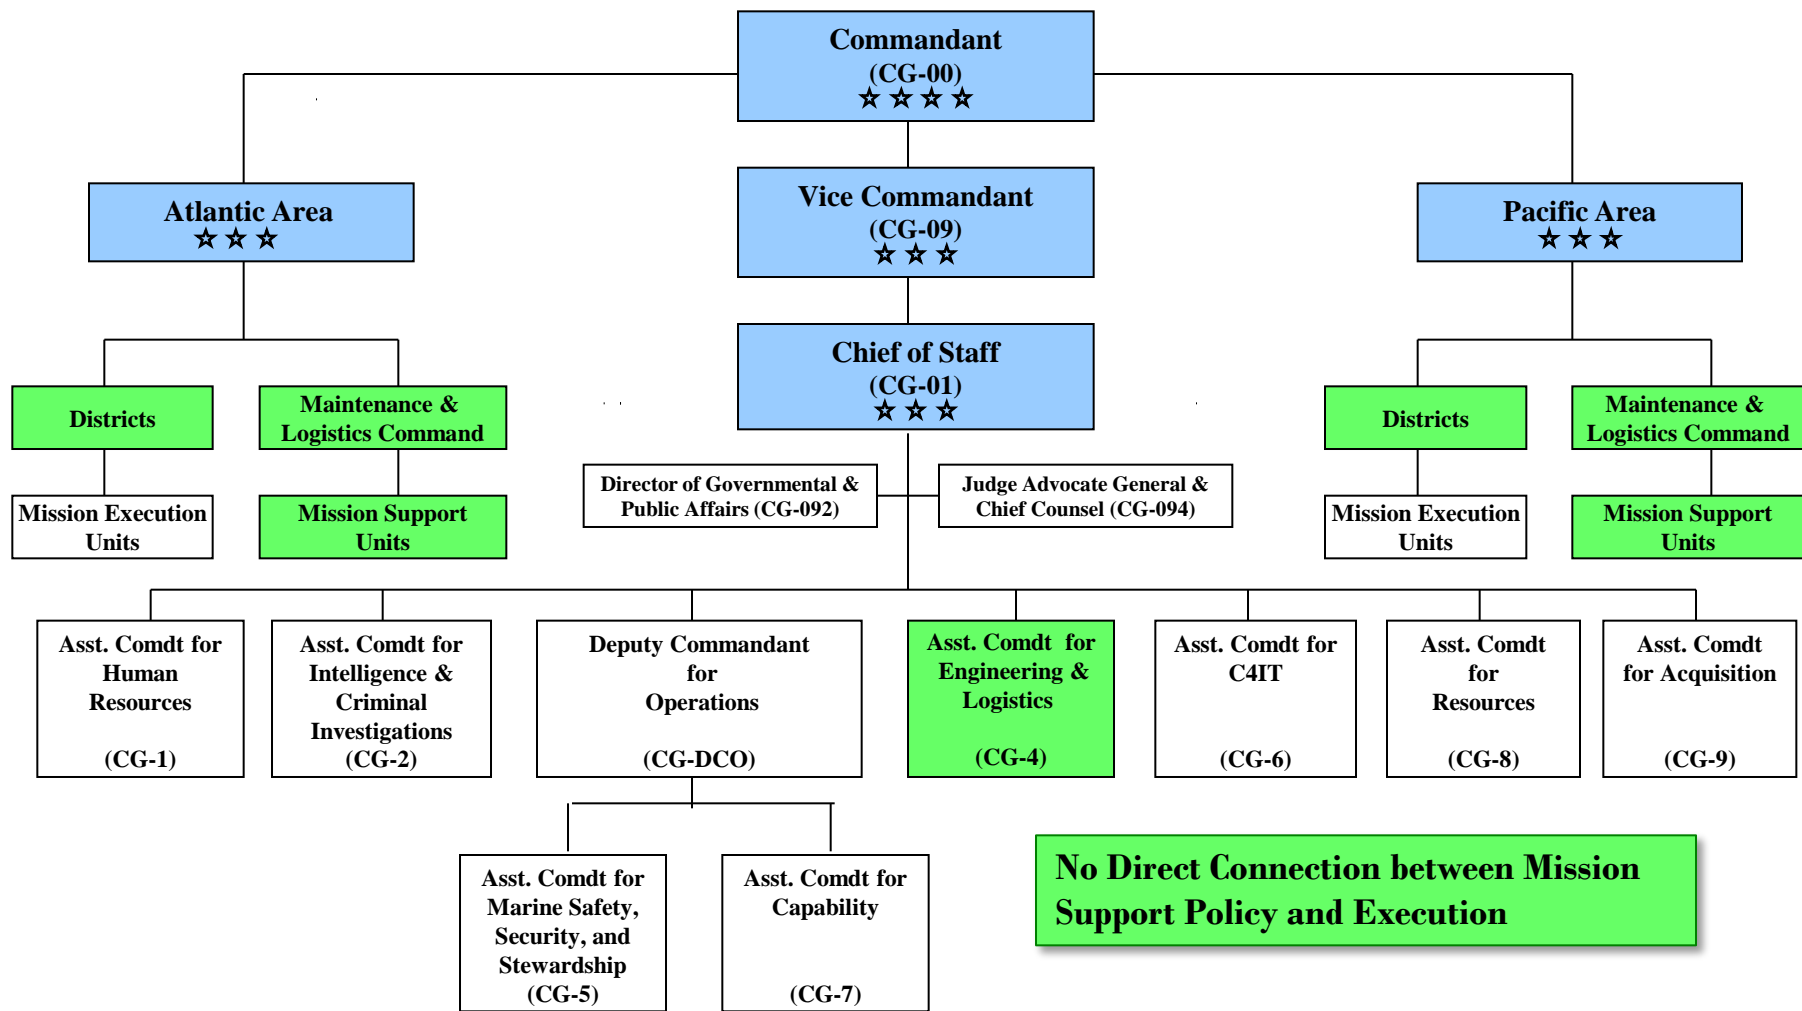 Commandant
(CG-00)
Atlantic Area
Vice Commandant
(CG-09)
Pacific Area
Chief of Staff
(CG-01)
Districts
Maintenance &
Logistics Command
Mission Execution
Units
Mission Support
Units
Director of Governmental &
Public Affairs (CG-092)
Judge Advocate General &
Chief Counsel (CG-094)
Districts
Maintenance &
Logistics Command
Mission Execution
Units
Mission Support
Units
Asst. Comdt for
Human
Resources
(CG-1)
Asst. Comdt for
Intelligence &
Criminal
Investigations
(CG-2)
Deputy Commandant
for
Operations
(CG-DCO)
Asst. Comdt for
Engineering &
Logistics
(CG-4)
Asst. Comdt for
C4IT
(CG-6)
Asst. Comdt
for
Resources
(CG-8)
Asst. Comdt
for Acquisition
(CG-9)
Asst. Comdt for
Marine Safety,
Security, and
Stewardship
(CG-5)
Asst. Comdt for
Capability
(CG-7)
No Direct Connection between Mission
Support Policy and Execution